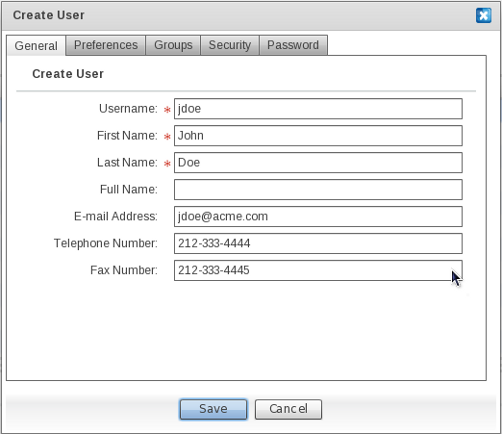 Create User
General Preferences Groups Security Password
Create User
Username: * jdoe
First Name: * John
Last Name: * Doe
Full Name:
E-mail Address: jdoe@acme.com
Telephone Number: 212-333-4444
Fax Number: 212-333-4445
Save Cancel